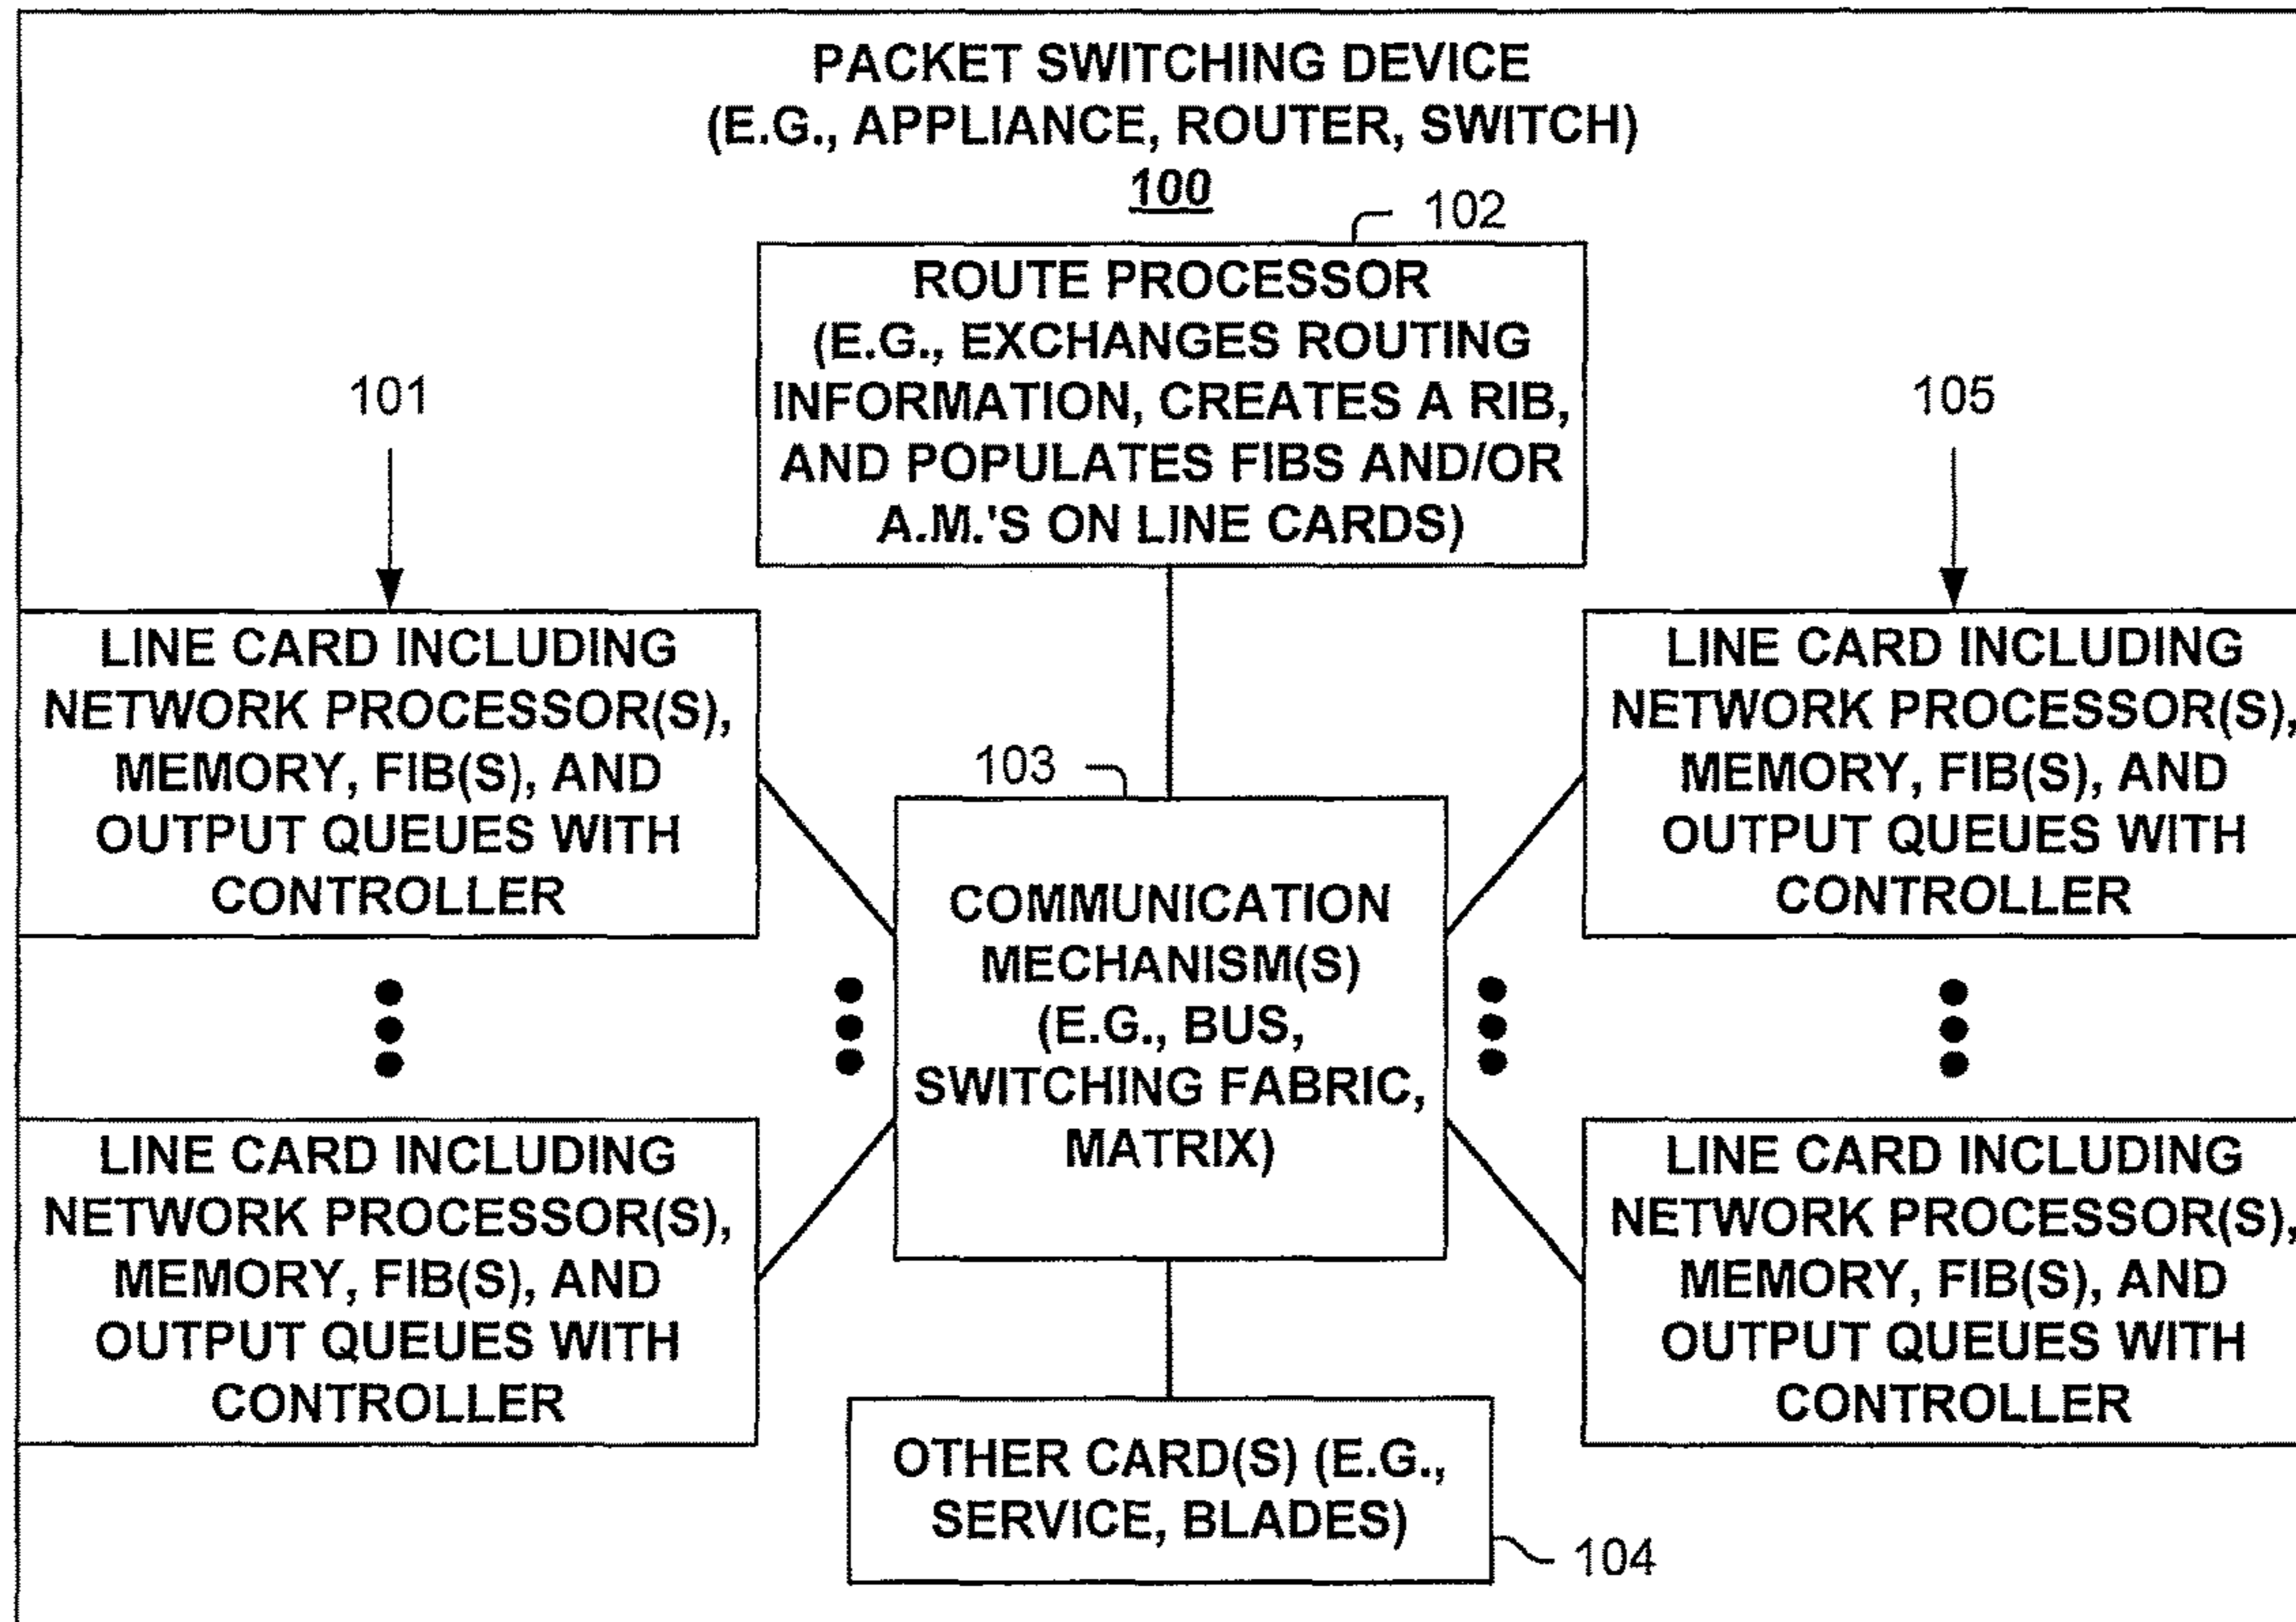 PACKET SWITCHING DEVICE
(E.G., APPLIANCE, ROUTER, SWITCH)
100
102
ROUTE PROCESSOR
(E.G., EXCHANGES ROUTING
INFORMATION, CREATES A RIB,
AND POPULATES FIBS AND/OR
A.M.'S ON LINE CARDS)
101
LINE CARD INCLUDING
NETWORK PROCESSOR(S),
MEMORY, FIB(S), AND
OUTPUT QUEUES WITH
CONTROLLER
105
LINE CARD INCLUDING
NETWORK PROCESSOR(S),
MEMORY, FIB(S), AND
OUTPUT QUEUES WITH
CONTROLLER
103
COMMUNICATION
MECHANISM(S)
(E.G., BUS,
SWITCHING FABRIC,
MATRIX)
LINE CARD INCLUDING
NETWORK PROCESSOR(S),
MEMORY, FIB(S), AND
OUTPUT QUEUES WITH
CONTROLLER
LINE CARD INCLUDING
NETWORK PROCESSOR(S),
MEMORY, FIB(S), AND
OUTPUT QUEUES WITH
CONTROLLER
OTHER CARD(S) (E.G.,
SERVICE, BLADES)
104